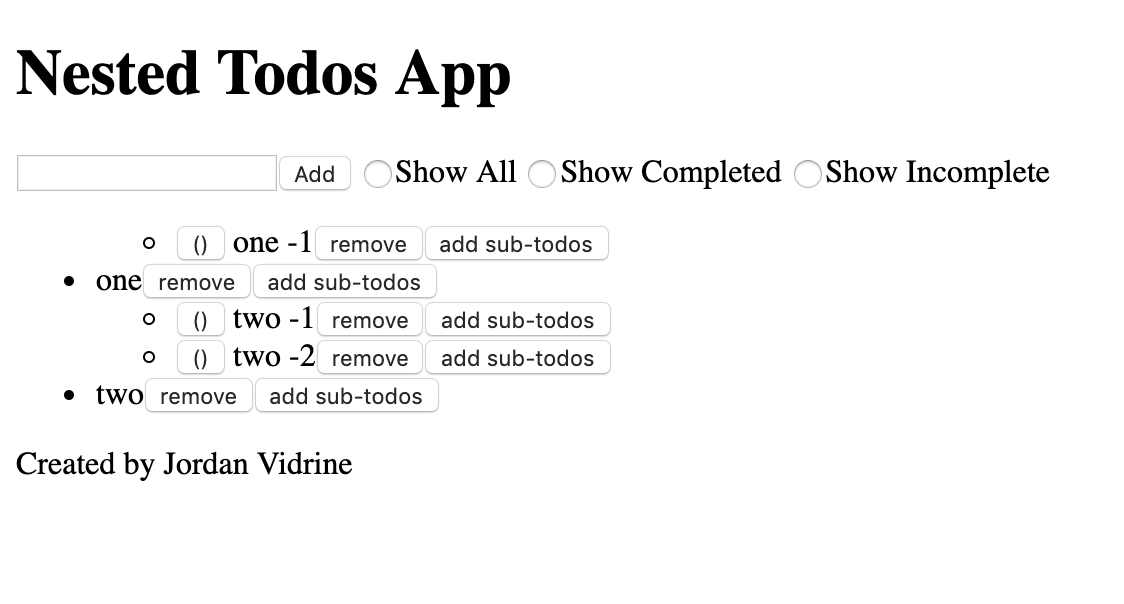 Nested Todos App
Add Show All Show Completed Show Incomplete
() one -1 remove add sub-todos
one remove add sub-todos
() two -1 remove add sub-todos
() two -2 remove add sub-todos
two remove add sub-todos
Created by Jordan Vidrine